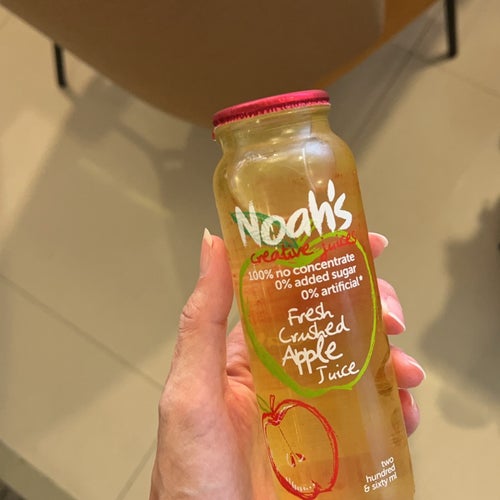 Noah's
creative juices
100% no concentrate
0% added sugar
0% artificial*
Fresh
Crushed
Apple
Juice
two
hundred
& sixty ml